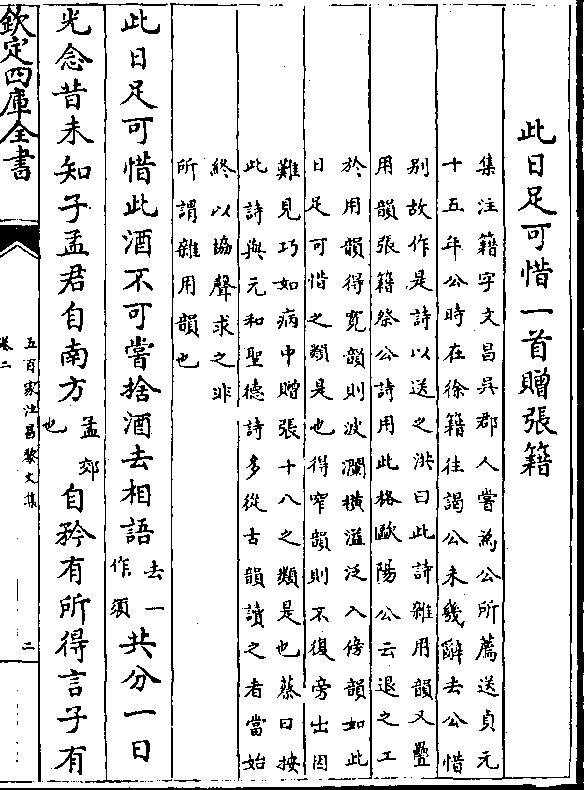 此日足可惜一首贈張籍
集注籍字文昌吳郡人嘗為公所薦送貞元
十五年公時在徐籍往謁公未幾辭去公惜
別故作是詩以送之洪曰此詩雜用韻又疊
用韻張籍祭公詩用此格歐陽公云退之工
於用韻得寛韻則波瀾横溢泛入傍韻如此
日足可惜之類是也得窄韻則不復旁出因
難見巧如病中贈張十八之類是也蔡曰按
此詩與元和聖德詩多從古韻讀之者當始
終以協聲求之非
所謂雜用韻也
此日足可惜此酒不可嘗捨酒去相語去一作須共分一日
光念昔未知子孟君自南方孟郊也自矜有所得言子有
欽定四庫全書
五百家注昌黎文集
卷二
二